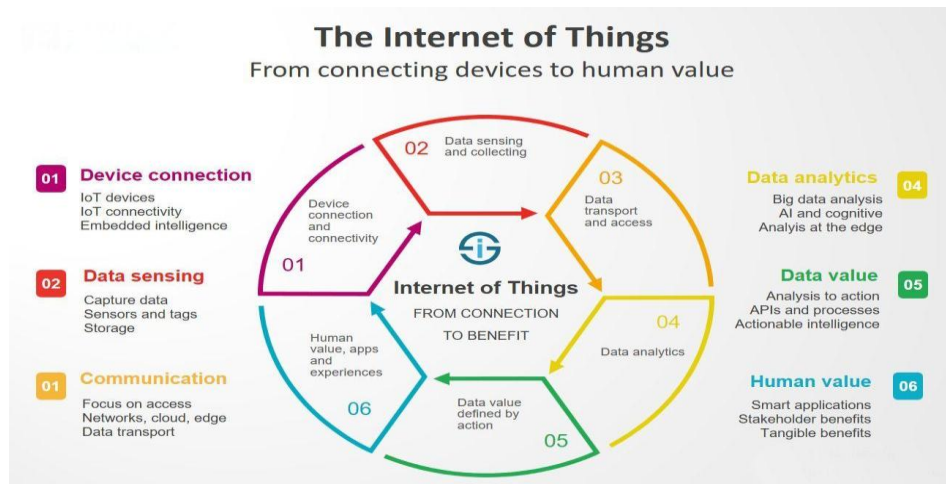 The Internet of Things
From connecting devices to human value
01
Device connection
IoT devices
IoT connectivity
Embedded intelligence
02
Data sensing
Capture data
Sensors and tags
Storage
01
Communication
Focus on access
Networks, cloud, edge
Data transport
Device
connection
and
connectivity
01
02
Data sensing
and collecting
03
Data
transport
and access
04
Data analytics
Data value
defined by
action
05
Human
value, apps
and
experiences
06
Internet of Things
FROM CONNECTION
TO BENEFIT
Data analytics
04
Big data analysis
AI and cognitive
Analyis at the edge
Data value
05
Analysis to action
APIs and processes
Actionable intelligence
Human value
06
Smart applications
Stakeholder benefits
Tangible benefits